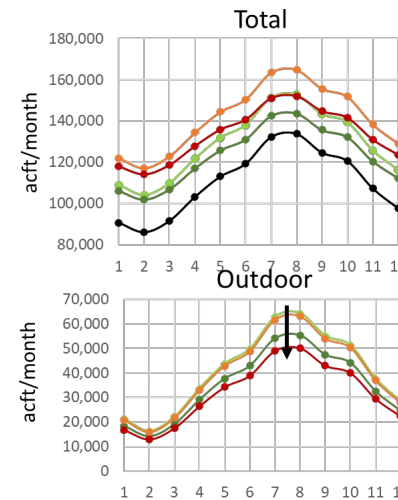 Total
180,000
160,000
140,000
120,000
100,000
80,000
acft/month
1 2 3 4 5 6 7 8 9 10 11 1
Outdoor
70,000
60,000
50,000
40,000
30,000
20,000
10,000
0
acft/month
1 2 3 4 5 6 7 8 9 10 11 1